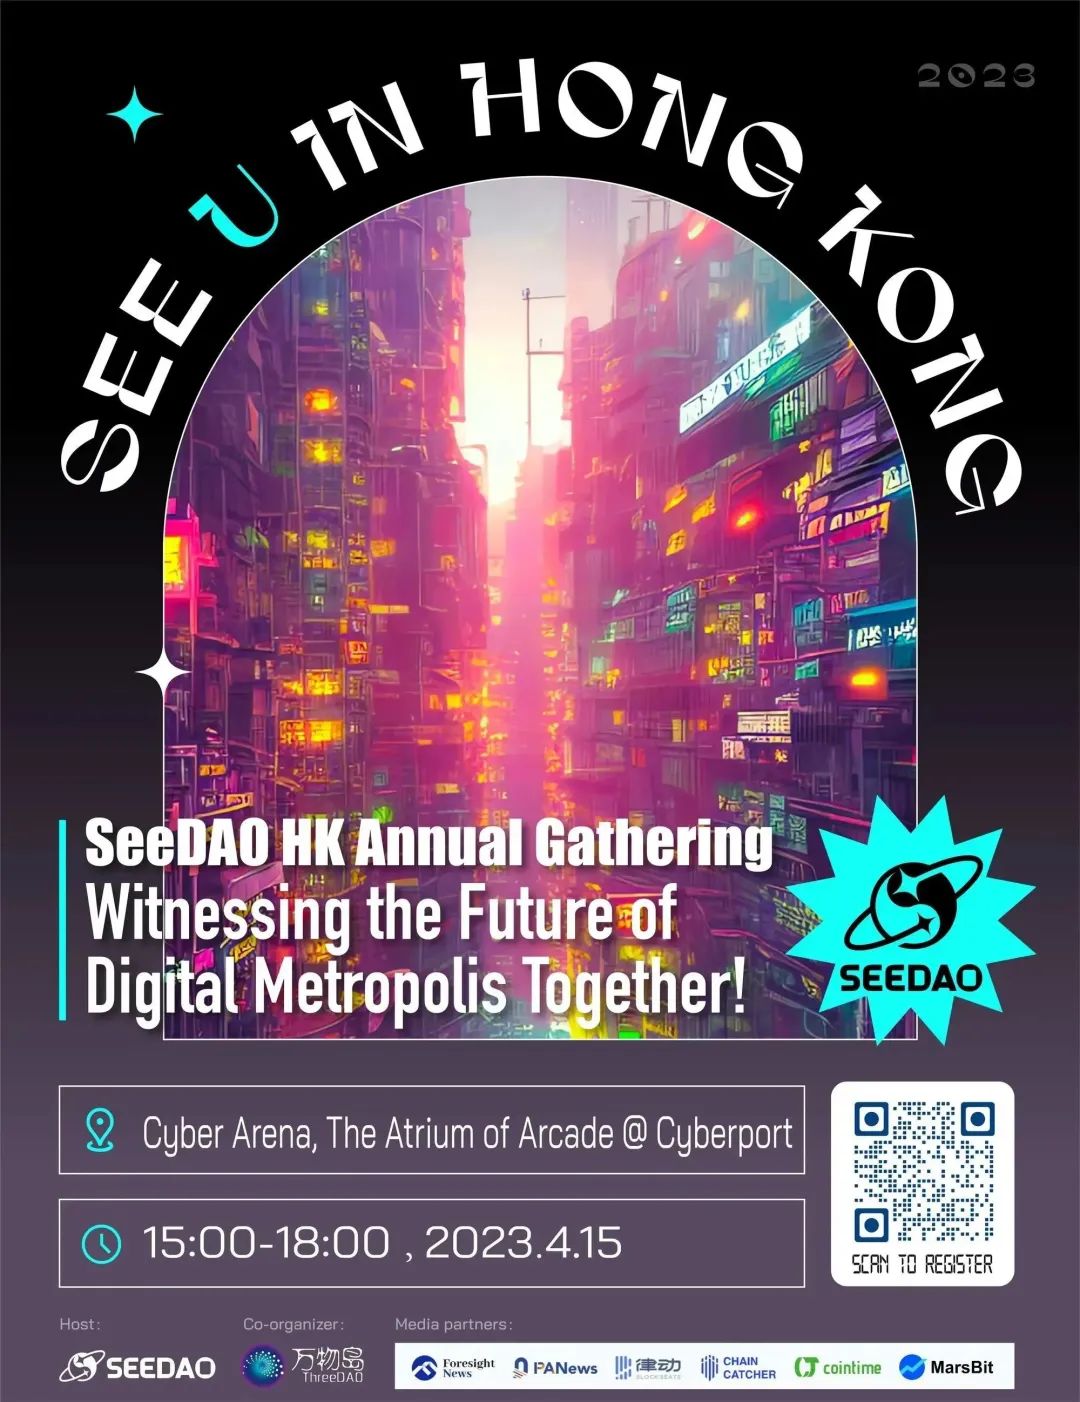 2023
SEE U IN HONG KONG
SeeDAO HK Annual Gathering
Witnessing the Future of
Digital Metropolis Together!
SEEDAO
Cyber Arena, The Atrium of Arcade @ Cyberport
15:00-18:00 , 2023.4.15
SCAN TO REGISTER
Host:
Co-organizer:
Media partners:
SEEDAO
万物島
ThreeDAO
Foresight
News
PANews
律动
BLOCKBEATS
CHAIN
CATCHER
cointime
MarsBit